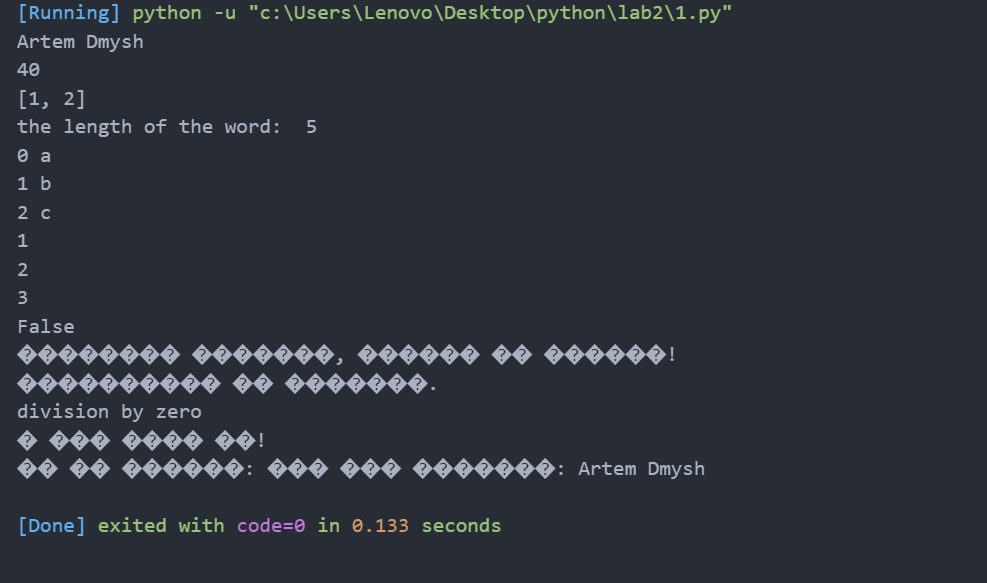 [Running] python -u "c:\Users\Lenovo\Desktop\python\lab2\1.py"
Artem Dmysh
40
[1, 2]
the length of the word:  5
0 a
1 b
2 c
1
2
3
False
�������� �������, ������ �� ������!
���������� �� �������.
division by zero
� ��� ���� ��!
�� �� ������: ��� ��� �������: Artem Dmysh
[Done] exited with code=0 in 0.133 seconds